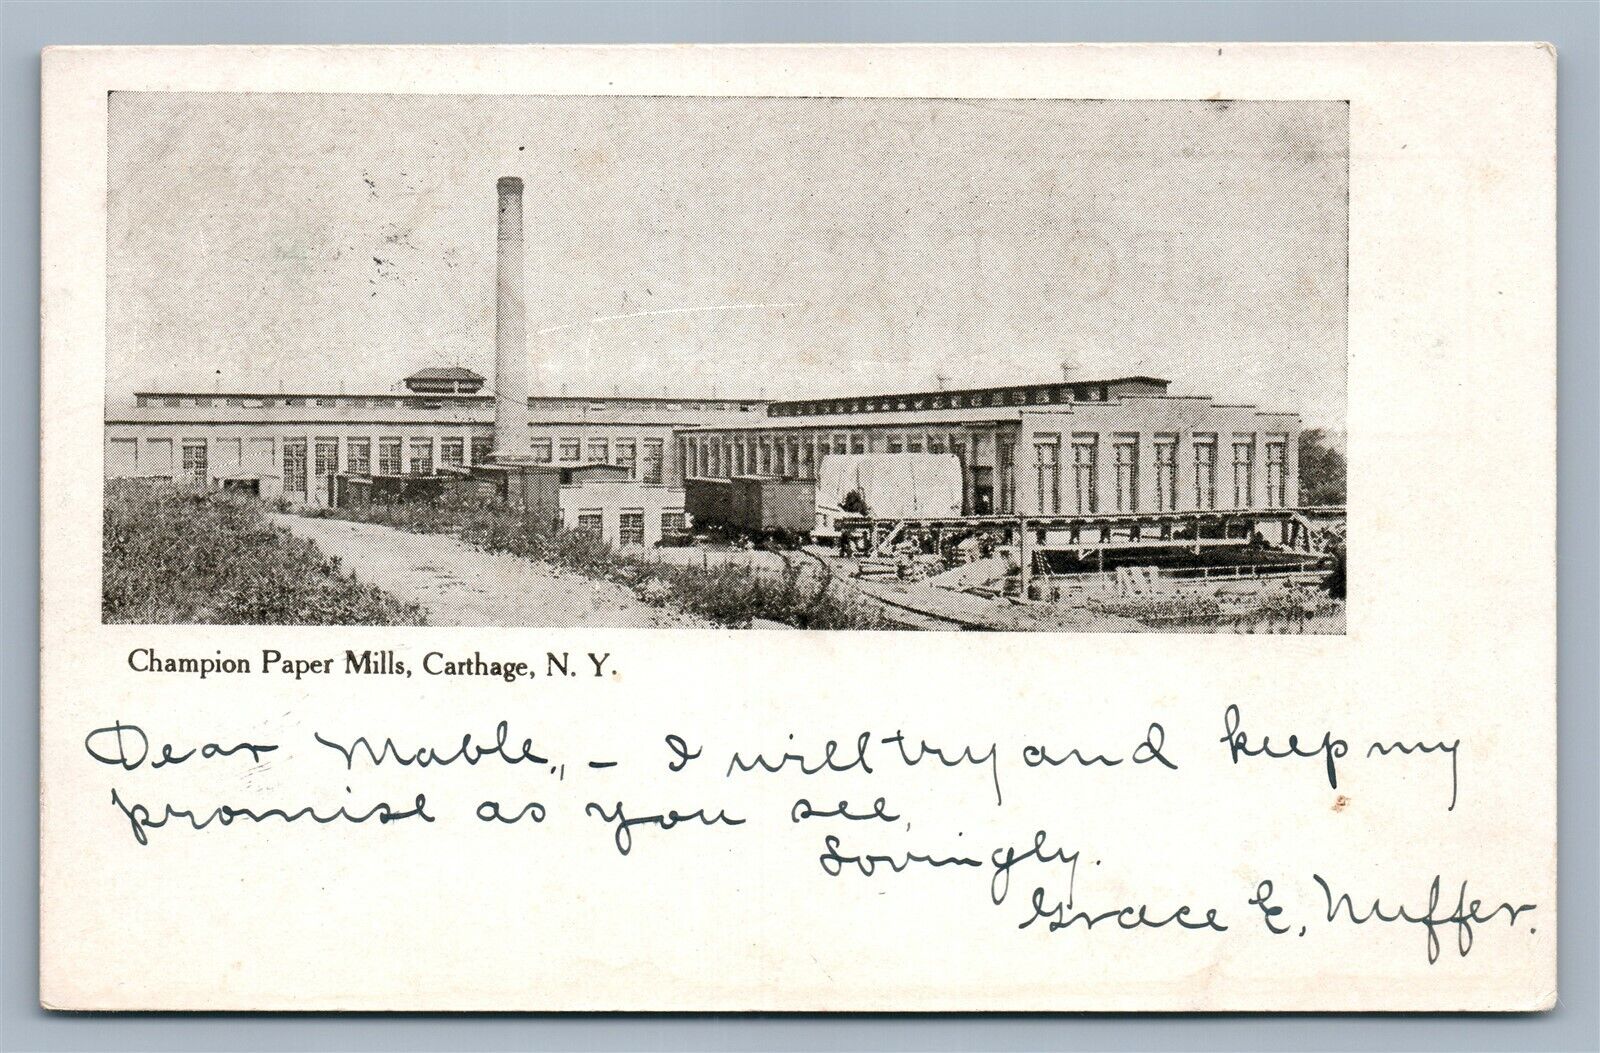 Champion Paper Mills, Carthage, N. Y.
Dear Mable,, – I will try and keep my
promise as you see,
Lovingly.
Grace E. Nuffer.